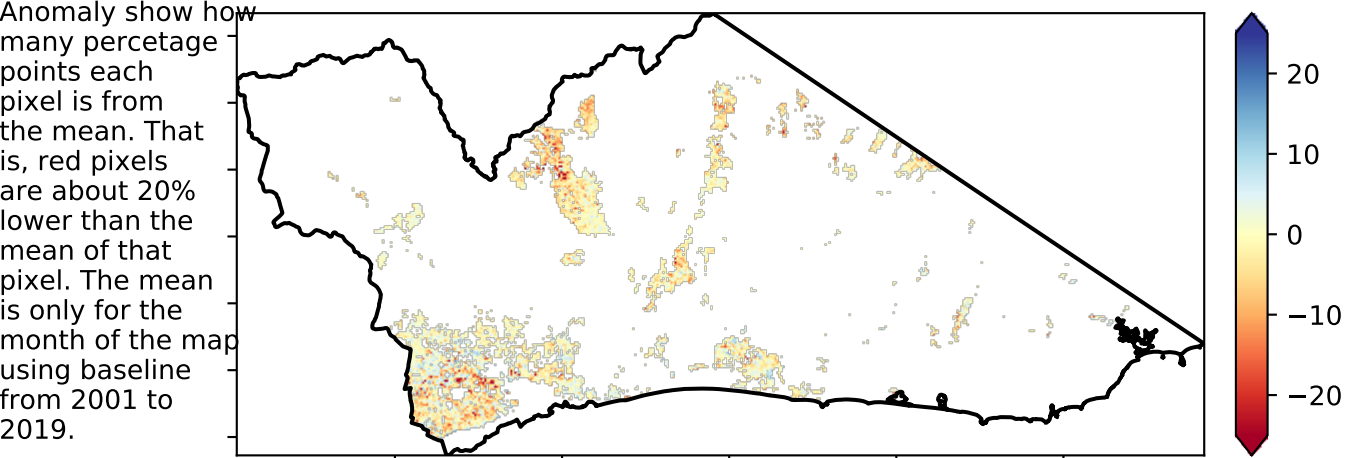 Anomaly show how
many percetage
points each
pixel is from
the mean. That
is, red pixels
are about 20%
lower than the
mean of that
pixel. The mean
is only for the
month of the map
using baseline
from 2001 to
2019.
20
10
0
−10
−20